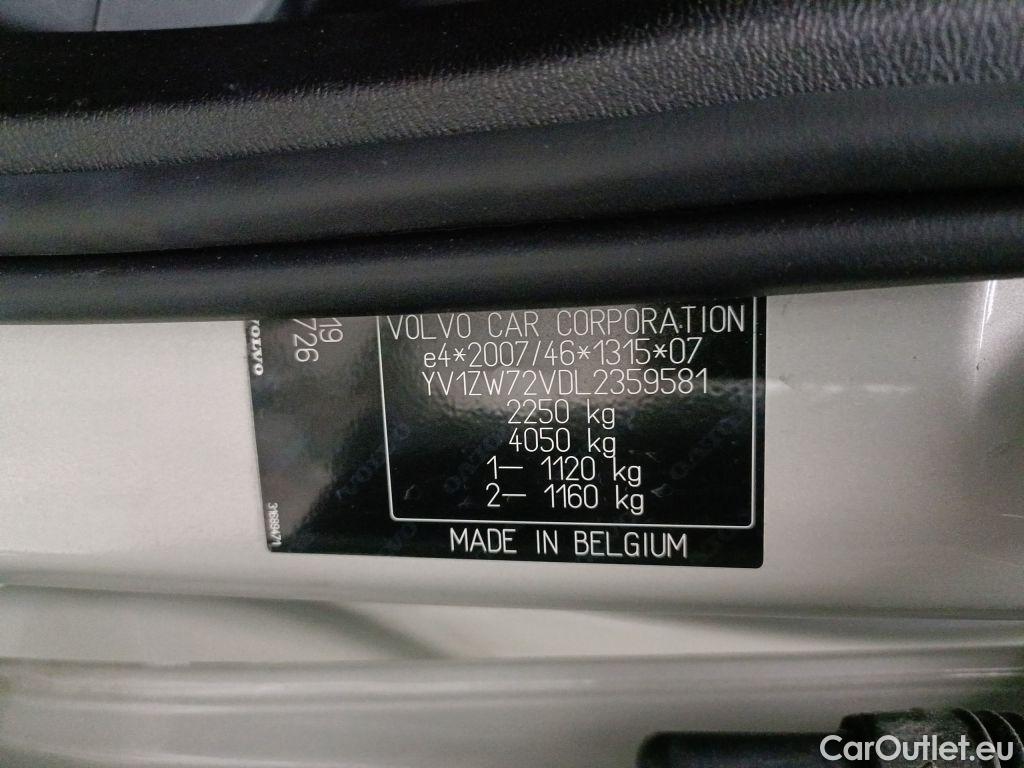 VOLVO CAR CORPORATION
e4*2007/46*1315*07
YV1ZW72VDL2359581
2250 kg
4050 kg
1– 1120 kg
2– 1160 kg
MADE IN BELGIUM
VOLVO
19
726
31689471
CarOutlet.eu